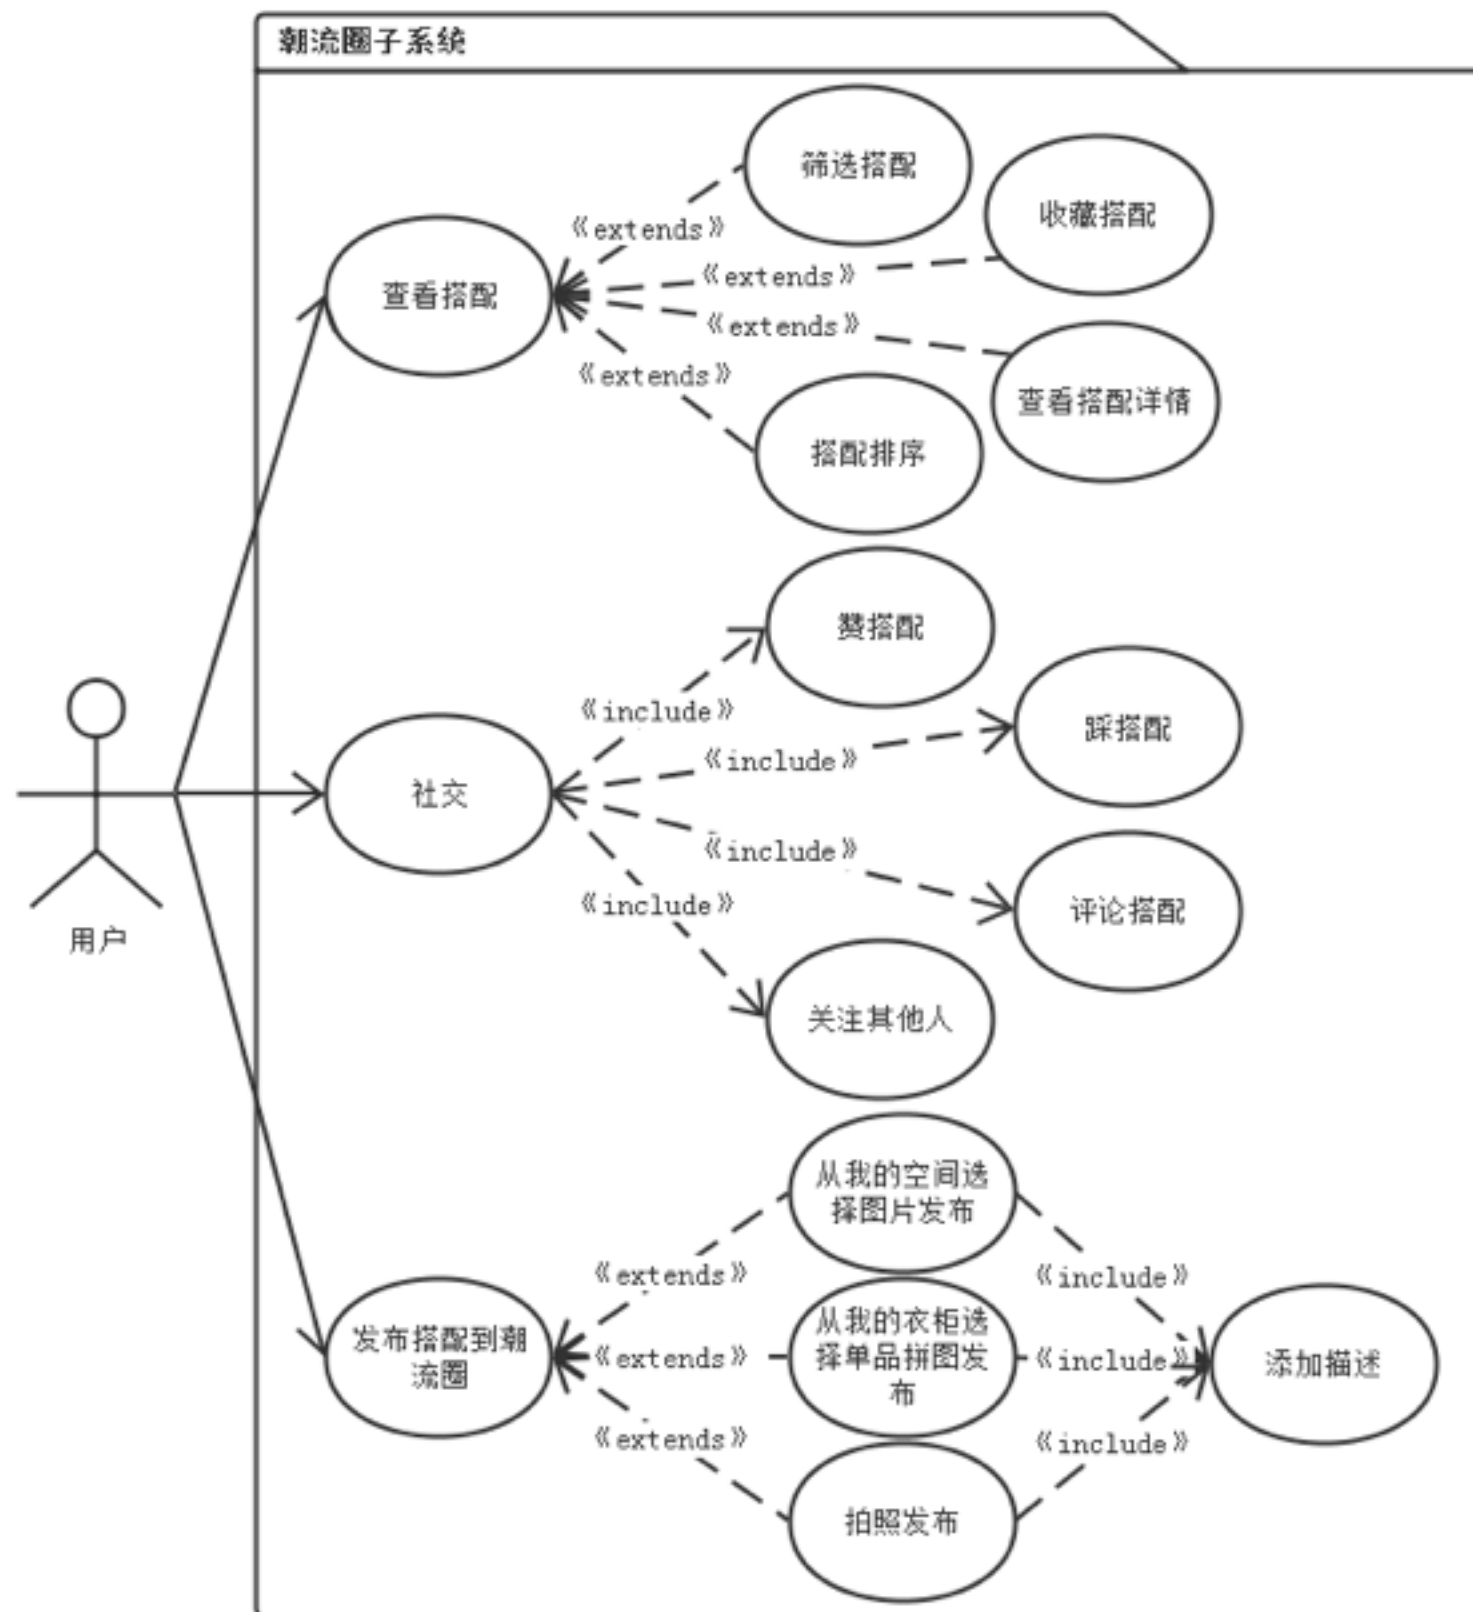 潮流圈子系统
筛选搭配
收藏搭配
《extends》
查看搭配
《extends》
《extends》
《extends》
查看搭配详情
搭配排序
赞搭配
《include》
踩搭配
《include》
社交
《include》
《include》
评论搭配
用户
关注其他人
从我的空间选
择图片发布
《extends》
《include》
发布搭配到潮
流圈
《extends》
从我的衣柜选
择单品拼图发
布
《include》
添加描述
《extends》
《include》
拍照发布